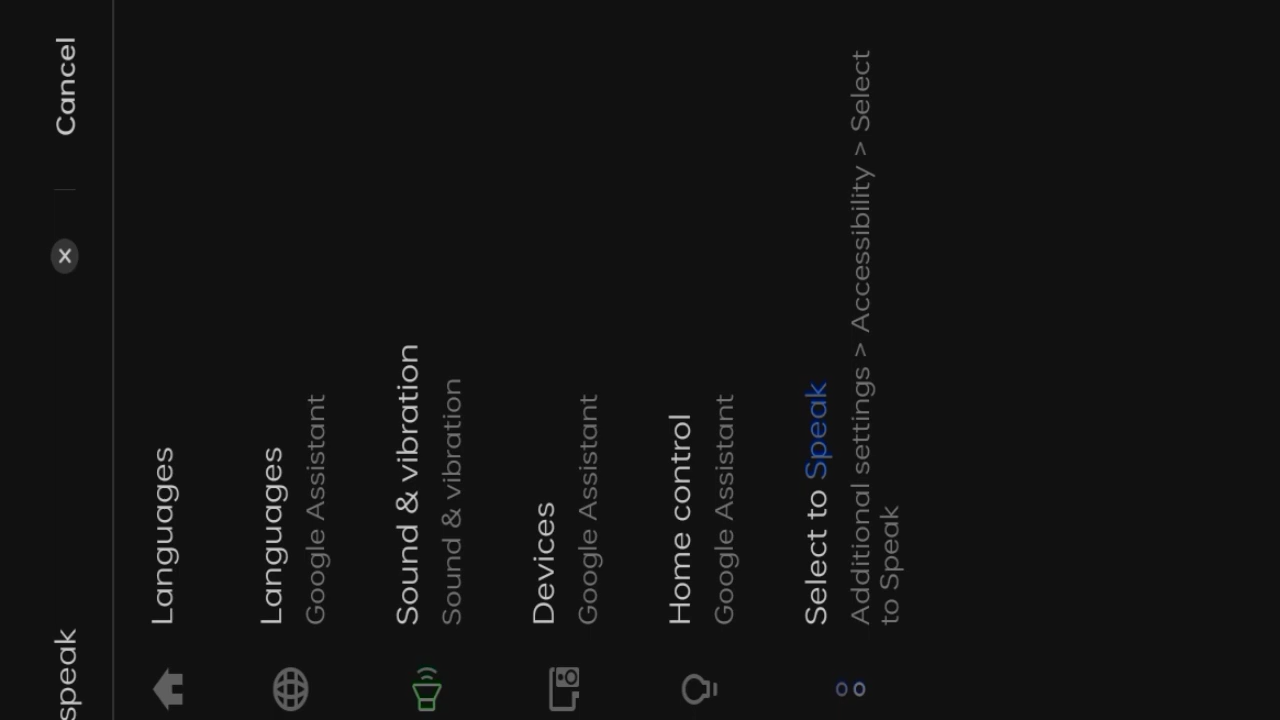 speak
Cancel
Languages
Languages
Google Assistant
Sound & vibration
Sound & vibration
Devices
Google Assistant
Home control
Google Assistant
Select to Speak
Additional settings > Accessibility > Select
to Speak